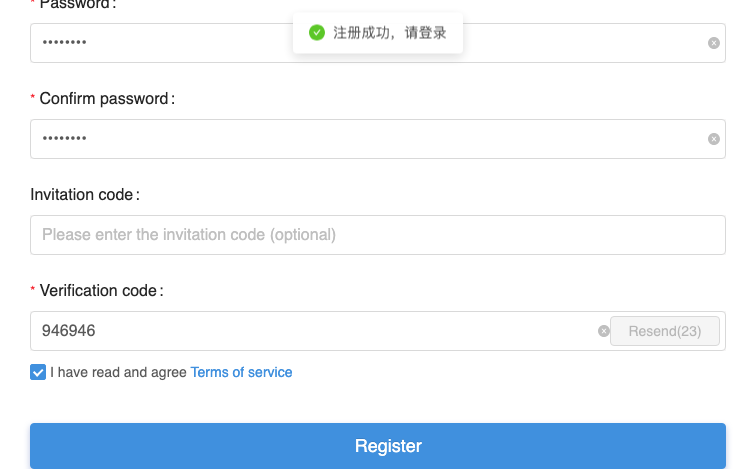 * Password:
注册成功，请登录
••••••••
* Confirm password:
••••••••
Invitation code:
Please enter the invitation code (optional)
* Verification code:
946946
Resend(23)
I have read and agree Terms of service
Register